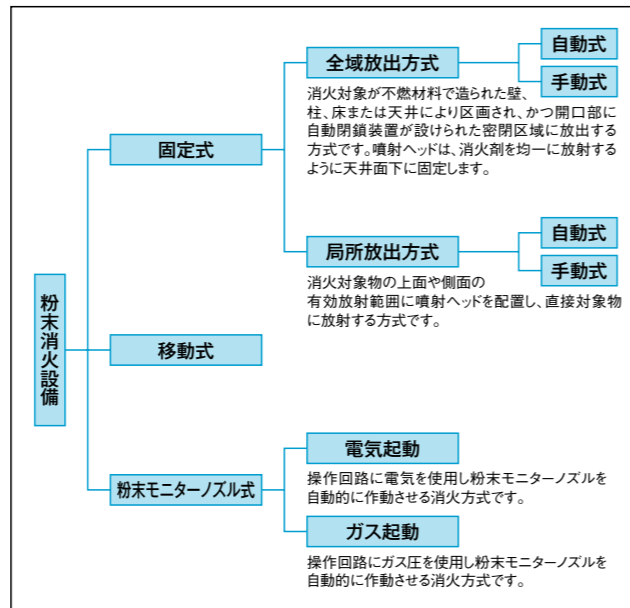 粉末消火設備
固定式
全域放出方式
自動式
手動式
消火対象が不燃材料で造られた壁、
柱、床または天井により区画され、かつ開口部に
自動閉鎖装置が設けられた密閉区域に放出する
方式です。噴射ヘッドは、消火剤を均一に放射する
ように天井面下に固定します。
局所放出方式
自動式
手動式
消火対象物の上面や側面の
有効放射範囲に噴射ヘッドを配置し、直接対象物
に放射する方式です。
移動式
粉末モニターノズル式
電気起動
操作回路に電気を使用し粉末モニターノズルを
自動的に作動させる消火方式です。
ガス起動
操作回路にガス圧を使用し粉末モニターノズルを
自動的に作動させる消火方式です。